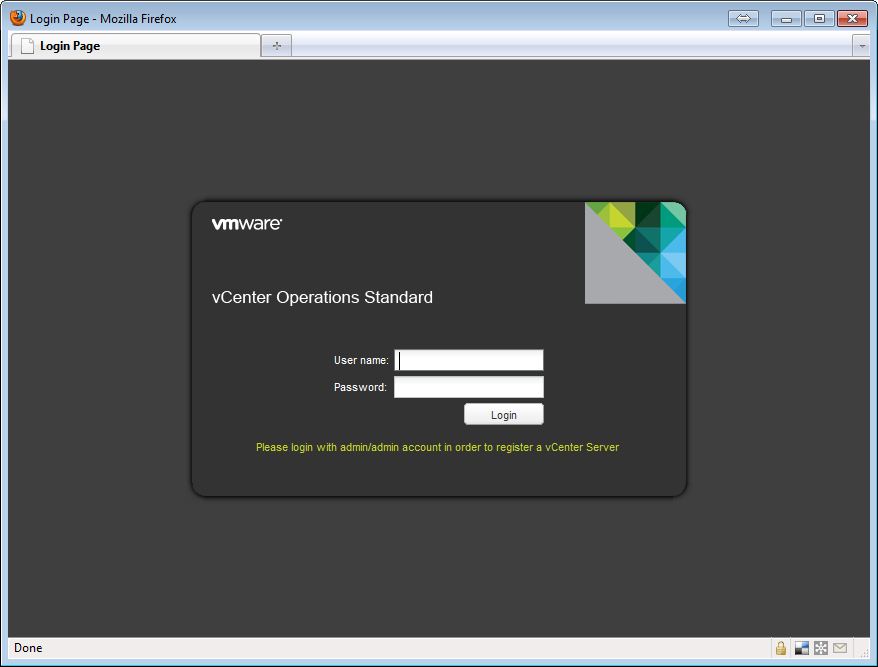 Login Page - Mozilla Firefox
Login Page
vmware
vCenter Operations Standard
User name:
Password:
Login
Please login with admin/admin account in order to register a vCenter Server
Done